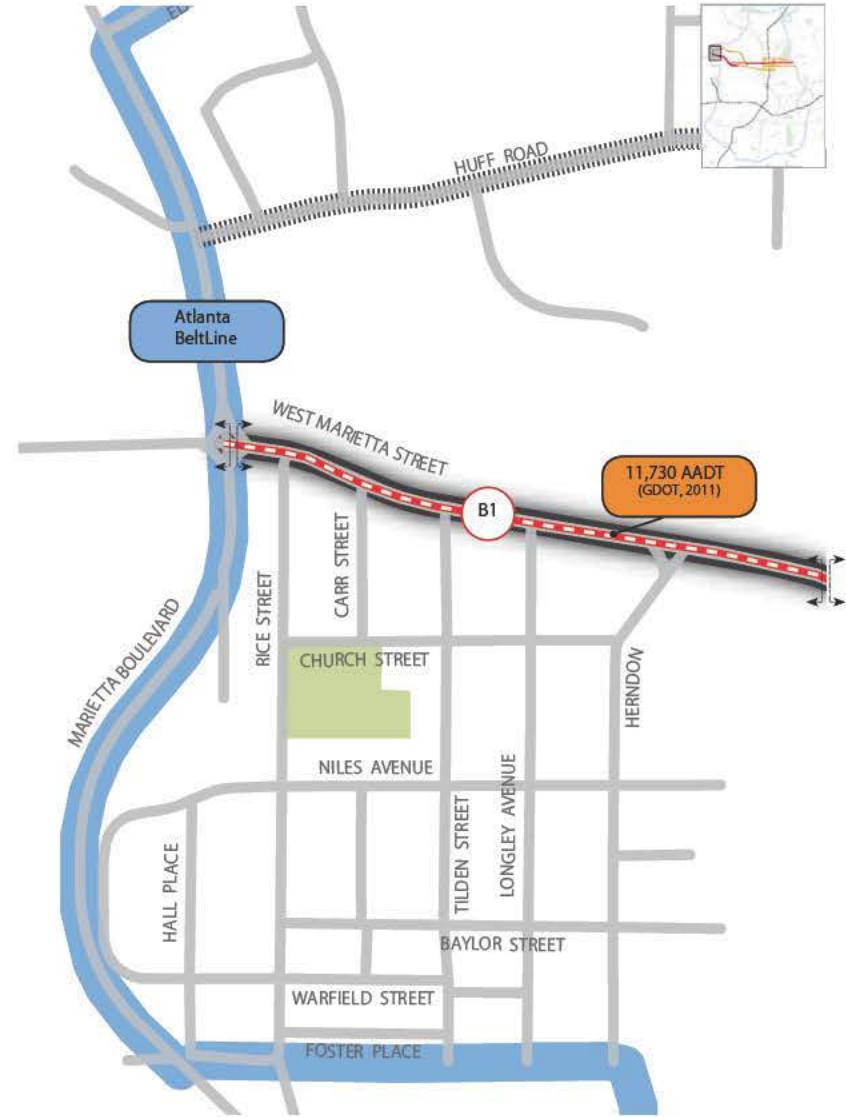 HUFF ROAD
Atlanta
BeltLine
WEST MARIETTA STREET
11,730 AADT
(GDOT, 2011)
B1
CARR STREET
RICE STREET
MARIETTA BOULEVARD
CHURCH STREET
HERNDON
NILES AVENUE
LONGLEY AVENUE
TILDEN STREET
HALL PLACE
BAYLOR STREET
WARFIELD STREET
FOSTER PLACE